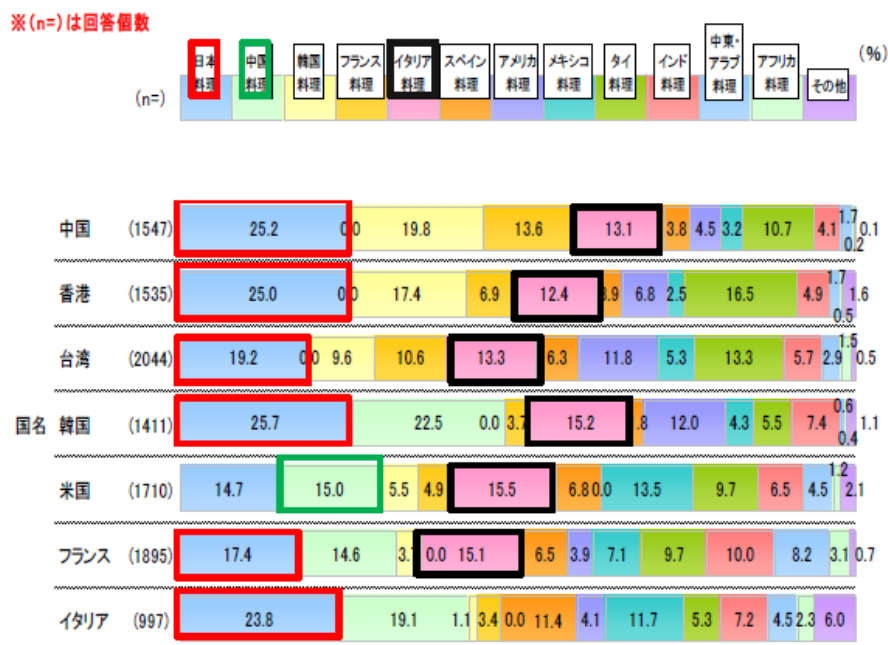 ※(n=)は回答個数
日本料理 中国料理 韓国料理 フランス料理 イタリア料理 スペイン料理 アメリカ料理 メキシコ料理 タイ料理 インド料理 中東・アラブ料理 アフリカ料理 その他 (%)
(n=)
中国 (1547) 25.2 0.0 19.8 13.6 13.1 3.8 4.5 3.2 10.7 4.1 1.7 0.2 0.1
香港 (1535) 25.0 0.0 17.4 6.9 12.4 3.9 6.8 2.5 16.5 4.9 1.7 0.5 1.6
台湾 (2044) 19.2 0.0 9.6 10.6 13.3 6.3 11.8 5.3 13.3 5.7 2.9 1.5 0.5
国名 韓国 (1411) 25.7 22.5 0.0 3.7 15.2 .8 12.0 4.3 5.5 7.4 0.6 0.4 1.1
米国 (1710) 14.7 15.0 5.5 4.9 15.5 6.8 0.0 13.5 9.7 6.5 4.5 1.2 2.1
フランス (1895) 17.4 14.6 3.7 0.0 15.1 6.5 3.9 7.1 9.7 10.0 8.2 3.1 0.7
イタリア (997) 23.8 19.1 1.1 3.4 0.0 11.4 4.1 11.7 5.3 7.2 4.5 2.3 6.0